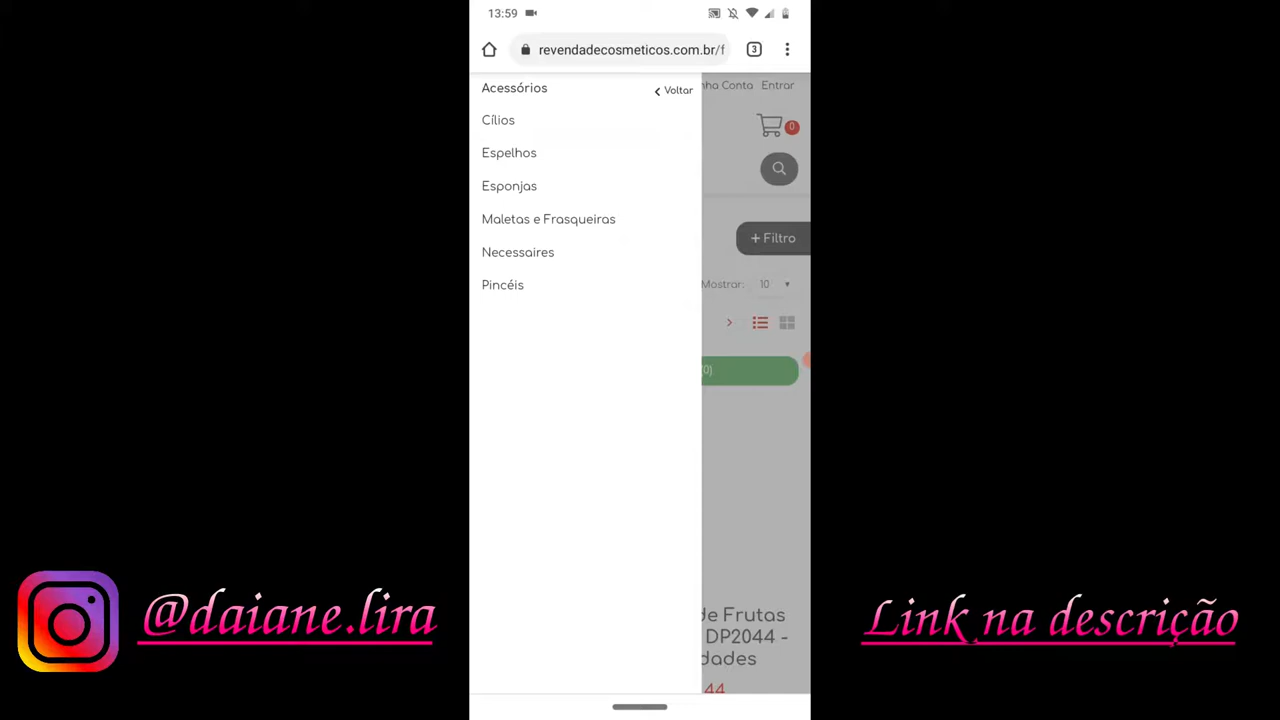 13:59
revendadecosmeticos.com.br/f
3
Acessórios
Voltar
nha Conta
Entrar
Cílios
0
Espelhos
Esponjas
Maletas e Frasqueiras
+ Filtro
Necessaires
Pincéis
Mostrar: 10
(0)
de Frutas
DP2044 -
dades
44
@daiane.lira
Link na descrição